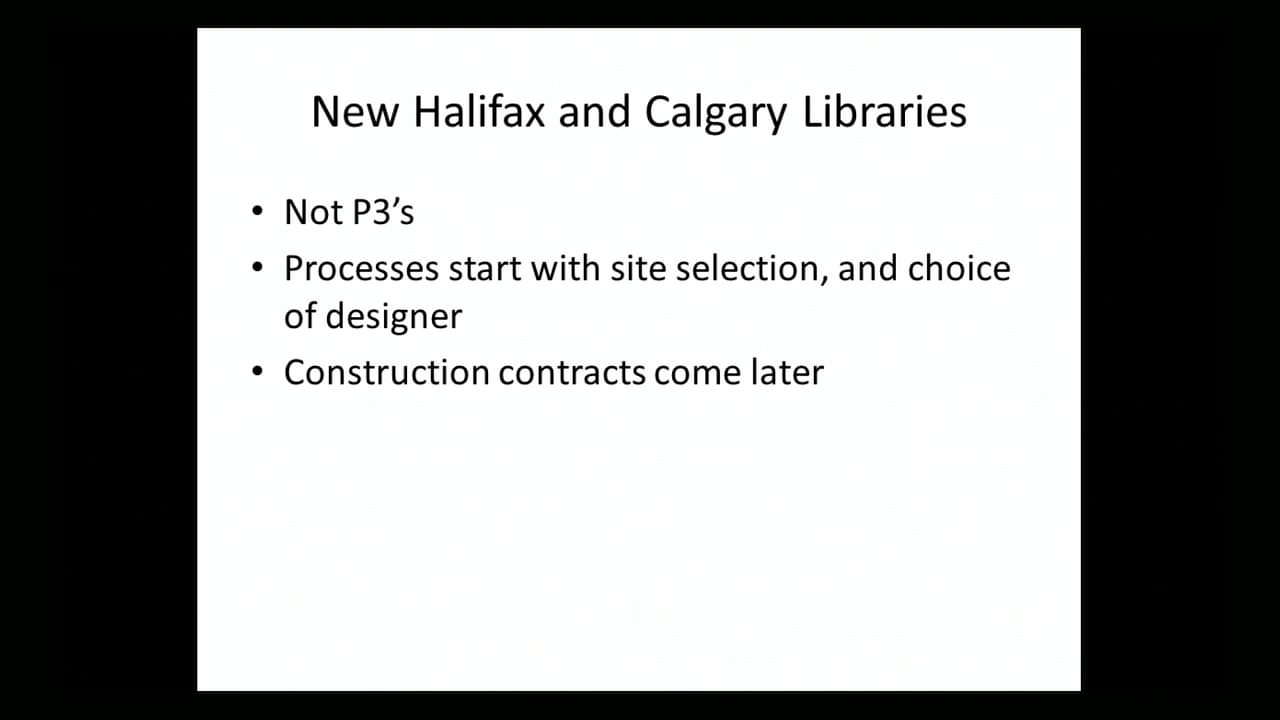 New Halifax and Calgary Libraries
• Not P3’s
• Processes start with site selection, and choice
of designer
• Construction contracts come later